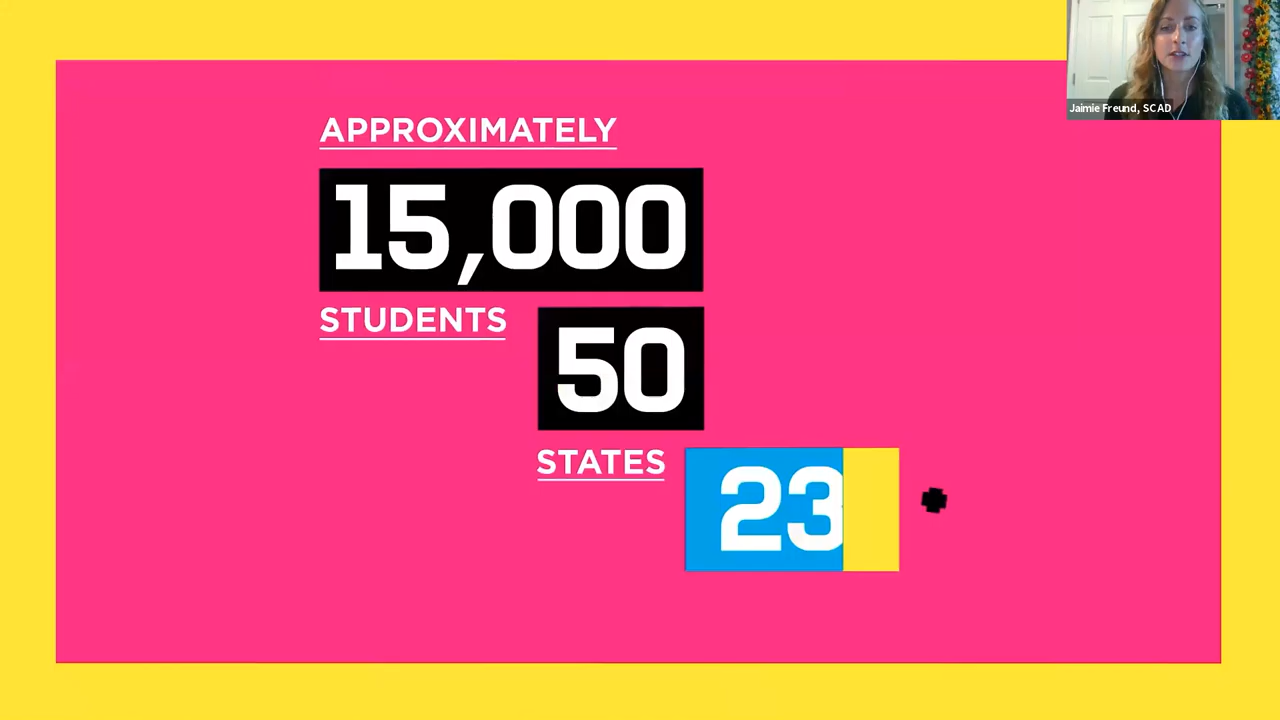 Jaimie Freund, SCAD
APPROXIMATELY
15,000
STUDENTS
50
STATES
23